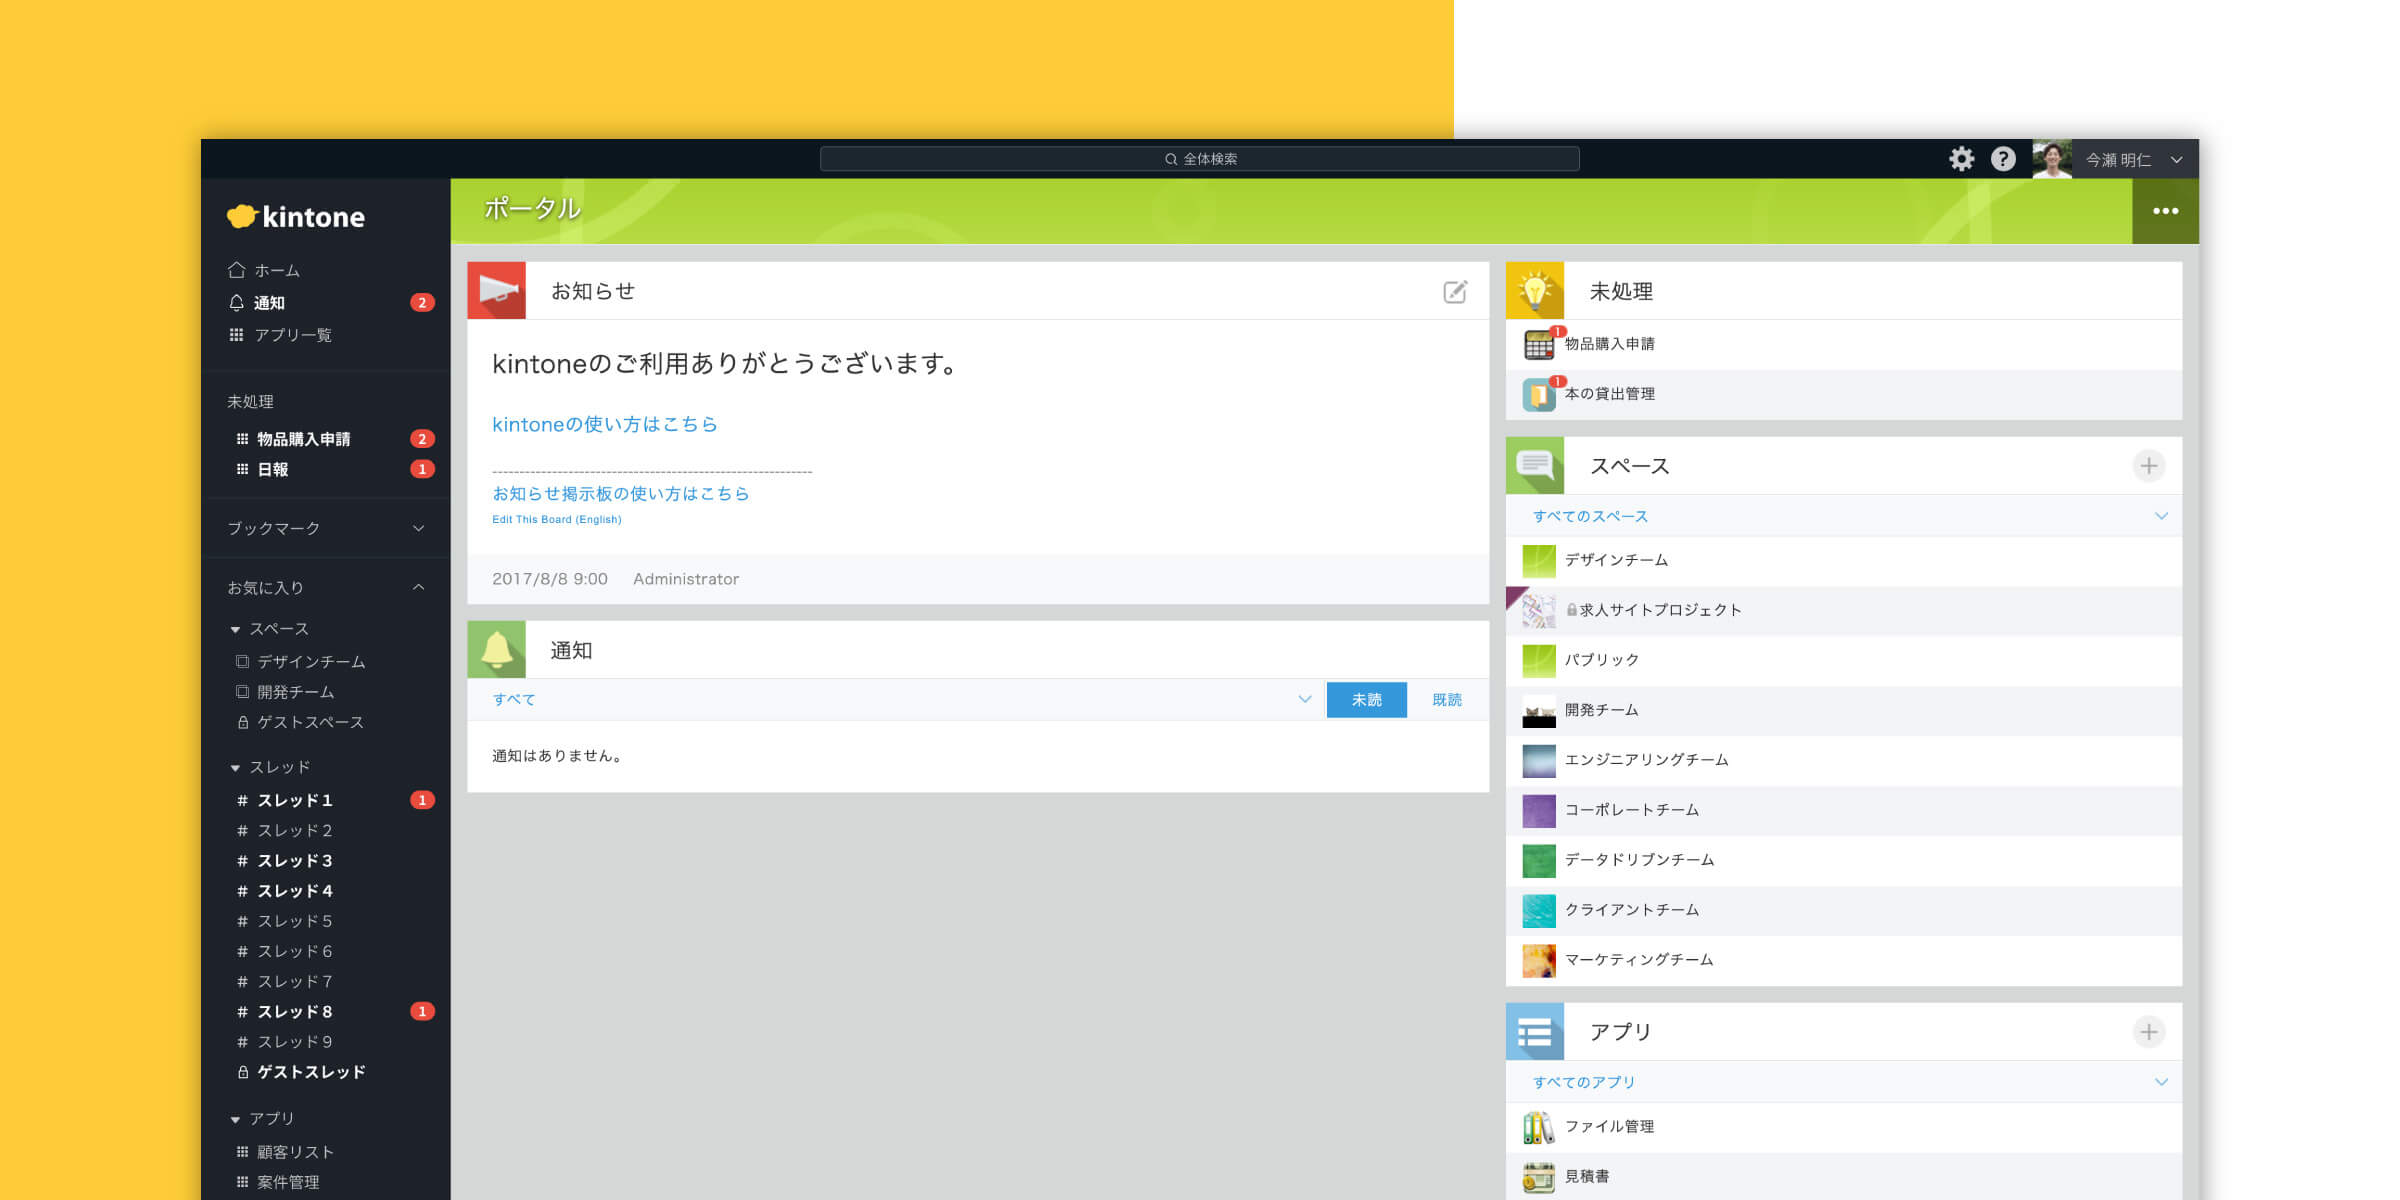 全体検索
今瀬 明仁
kintone
ホーム
通知 2
アプリ一覧
未処理
物品購入申請 2
日報 1
ブックマーク
お気に入り
スペース
デザインチーム
開発チーム
ゲストスペース
スレッド
# スレッド1 1
# スレッド2
# スレッド3
# スレッド4
# スレッド5
# スレッド6
# スレッド7
# スレッド8 1
# スレッド9
ゲストスレッド
アプリ
顧客リスト
案件管理
ポータル
お知らせ
kintoneのご利用ありがとうございます。
kintoneの使い方はこちら
----------------------------------------------------------
お知らせ掲示板の使い方はこちら
Edit This Board (English)
2017/8/8 9:00 Administrator
通知
すべて 未読 既読
通知はありません。
未処理
1 物品購入申請
1 本の貸出管理
スペース
すべてのスペース
デザインチーム
求人サイトプロジェクト
パブリック
開発チーム
エンジニアリングチーム
コーポレートチーム
データドリブンチーム
クライアントチーム
マーケティングチーム
アプリ
すべてのアプリ
ファイル管理
見積書